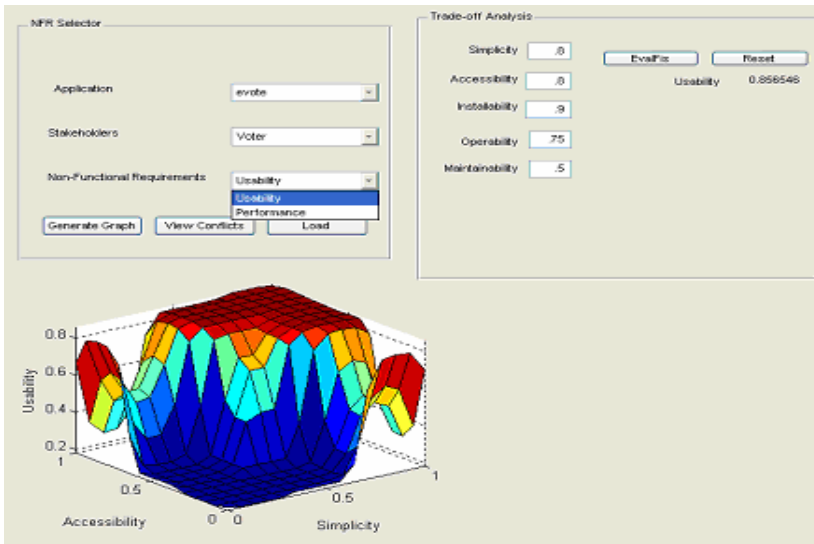 NFR Selector
Application
evote
Stakeholders
Voter
Non-Functional Requirements
Usability
Usability
Performance
Generate Graph
View Conflicts
Load
Trade-off Analysis
Simplicity .8
Accessibility .8
Installability .9
Operability .75
Maintainability .5
EvalFis
Reset
Usability 0.856546
0.8
0.6
0.4
0.2
Usability
1
0.5
0
Accessibility
0
0.5
1
Simplicity